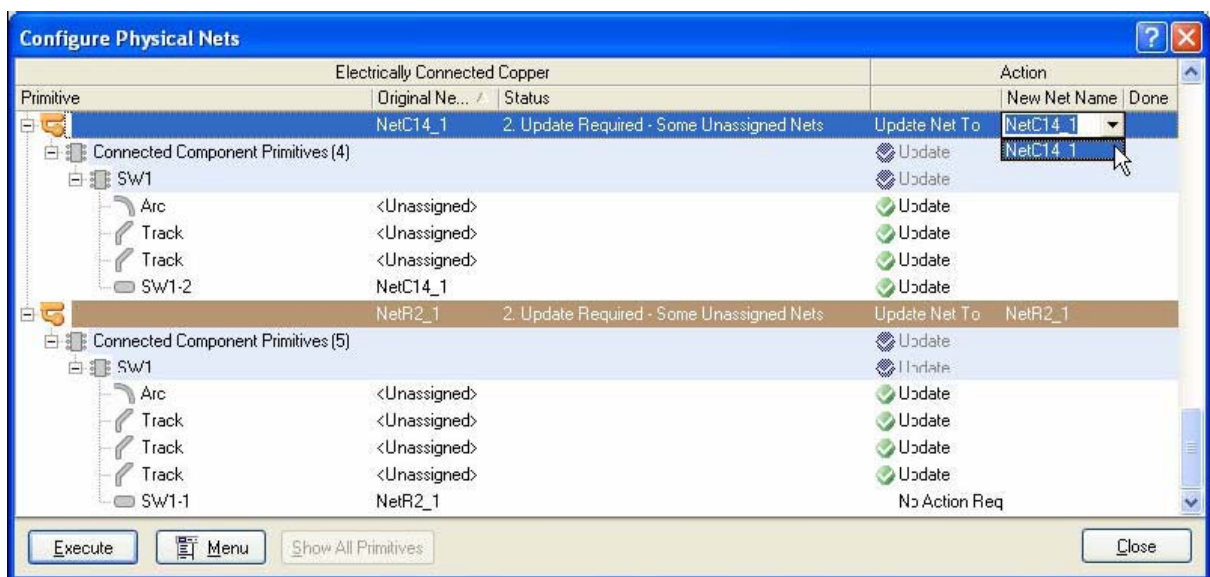 Configure Physical Nets
Electrically Connected Copper Action
Primitive Original Ne... Status New Net Name Done
NetC14_1 2. Update Required - Some Unassigned Nets Update Net To NetC14_1
Connected Component Primitives (4) Update NetC14_1
SW1 Update
Arc <Unassigned> Update
Track <Unassigned> Update
Track <Unassigned> Update
SW1-2 NetC14_1 Update
NetR2_1 2. Update Required - Some Unassigned Nets Update Net To NetR2_1
Connected Component Primitives (5) Update
SW1 Update
Arc <Unassigned> Update
Track <Unassigned> Update
Track <Unassigned> Update
Track <Unassigned> Update
SW1-1 NetR2_1 No Action Req
Execute Menu Show All Primitives Close